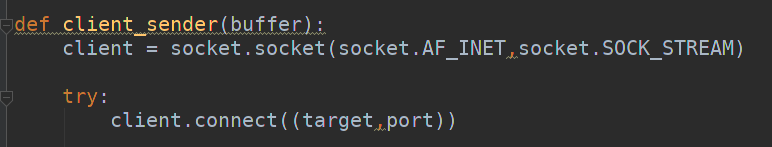 def client_sender(buffer):
client = socket.socket(socket.AF_INET,socket.SOCK_STREAM)
try:
client.connect((target,port))